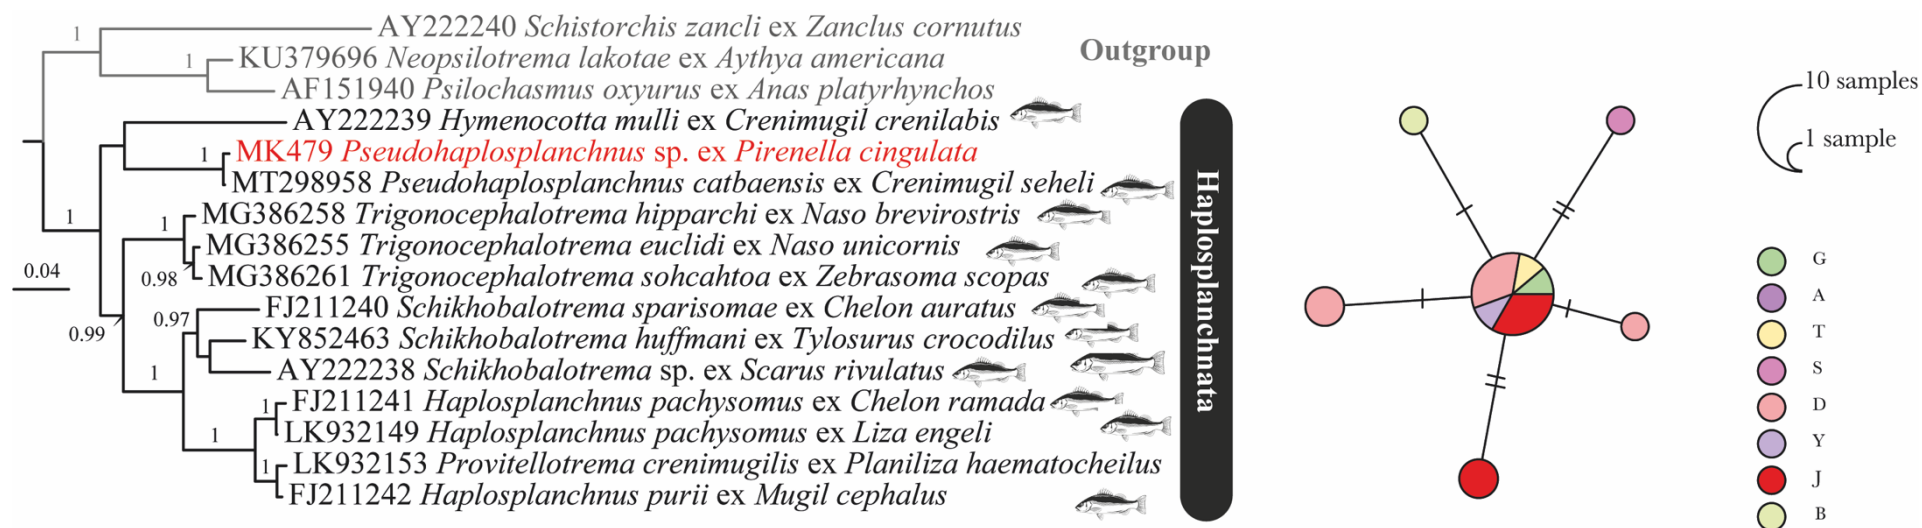 1
AY222240 Schistorchis zancli ex Zanclus cornutus
1
KU379696 Neopsilotrema lakotae ex Aythya americana
Outgroup
AF151940 Psilochasmus oxyurus ex Anas platyrhynchos
AY222239 Hymenocotta mulli ex Crenimugil crenilabis
1
MK479 Pseudohaplosplanchnus sp. ex Pirenella cingulata
MT298958 Pseudohaplosplanchnus catbaensis ex Crenimugil seheli
1
1
MG386258 Trigonocephalotrema hipparchi ex Naso brevirostris
MG386255 Trigonocephalotrema euclidi ex Naso unicornis
0.04
0.98
MG386261 Trigonocephalotrema sohcahtoa ex Zebrasoma scopas
FJ211240 Schikhobalotrema sparisomae ex Chelon auratus
0.99
0.97
KY852463 Schikhobalotrema huffmani ex Tylosurus crocodilus
1
AY222238 Schikhobalotrema sp. ex Scarus rivulatus
1
FJ211241 Haplosplanchnus pachysomus ex Chelon ramada
1
LK932149 Haplosplanchnus pachysomus ex Liza engeli
1
LK932153 Provitellotrema crenimugilis ex Planiliza haematocheilus
FJ211242 Haplosplanchnus purii ex Mugil cephalus
Haplosplanchnata
10 samples
1 sample
G
A
T
S
D
Y
J
B